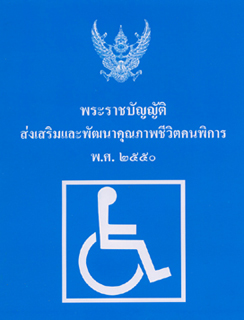 พระราชบัญญัติ
ส่งเสริมและพัฒนาคุณภาพชีวิตคนพิการ
พ.ศ. ๒๕๕๐